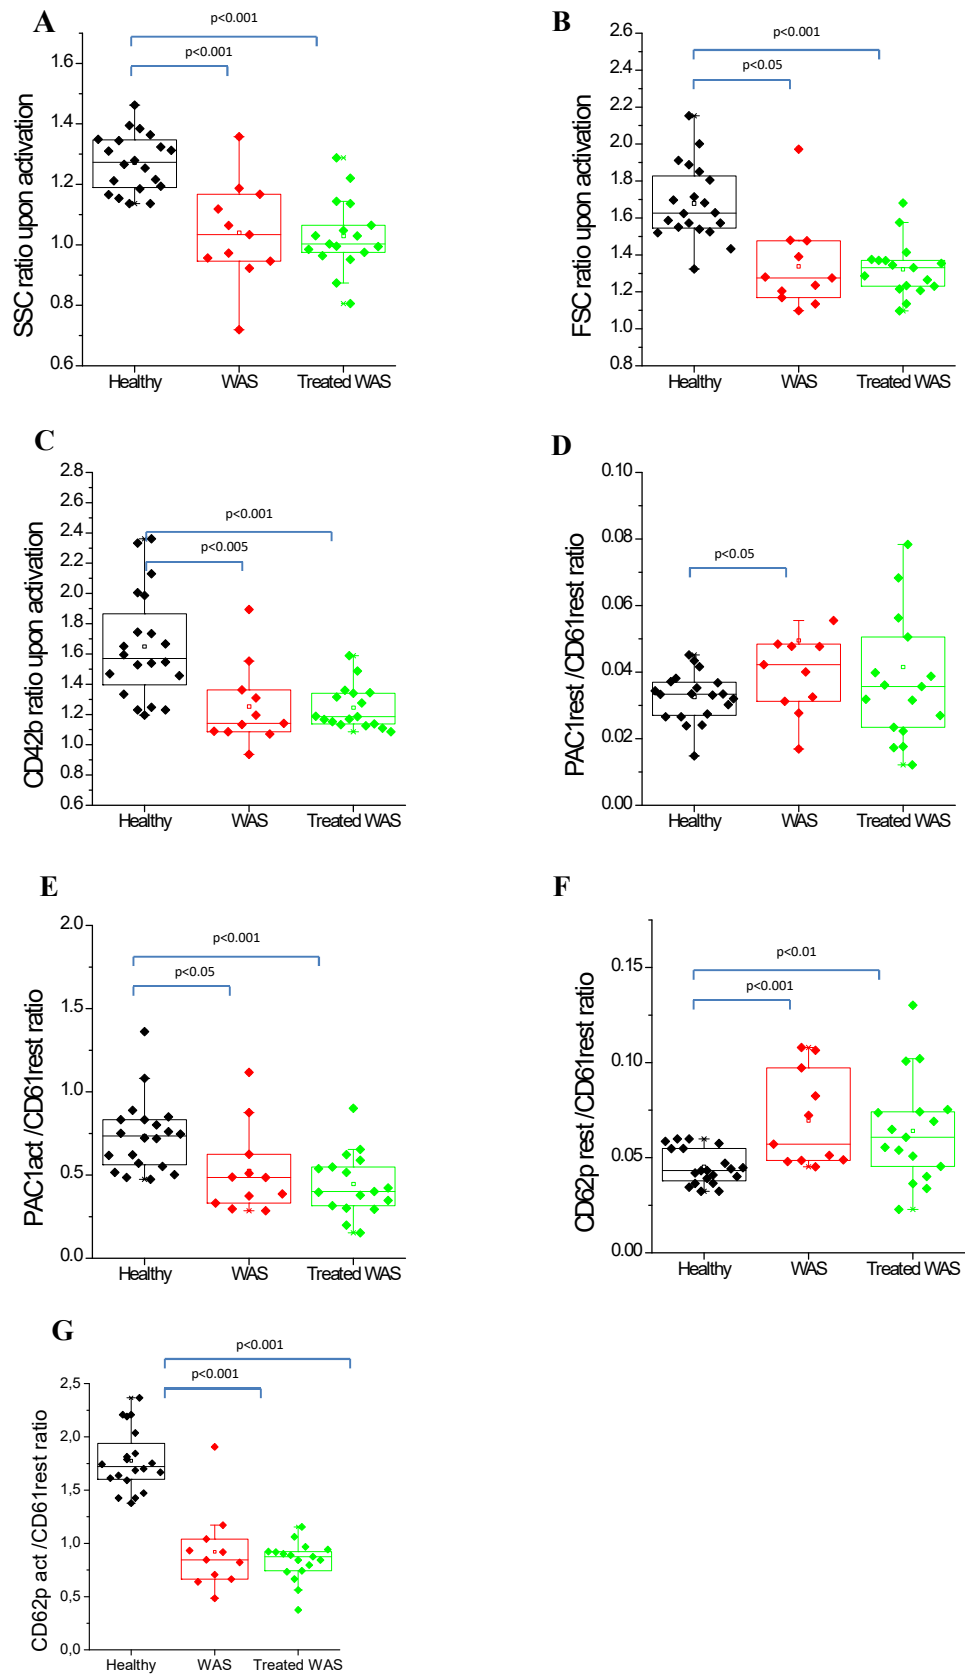 A
p<0.001
p<0.001
SSC ratio upon activation
1.6
1.4
1.2
1.0
0.8
0.6
Healthy
WAS
Treated WAS
B
p<0.001
p<0.05
FSC ratio upon activation
2.6
2.4
2.2
2.0
1.8
1.6
1.4
1.2
1.0
0.8
Healthy
WAS
Treated WAS
C
p<0.001
p<0.005
CD42b ratio upon activation
2.8
2.6
2.4
2.2
2.0
1.8
1.6
1.4
1.2
1.0
0.8
0.6
Healthy
WAS
Treated WAS
D
p<0.05
PAC1rest /CD61rest ratio
0.10
0.08
0.06
0.04
0.02
0.00
Healthy
WAS
Treated WAS
E
p<0.001
p<0.05
PAC1act /CD61rest ratio
2.0
1.5
1.0
0.5
0.0
Healthy
WAS
Treated WAS
F
p<0.01
p<0.001
CD62p rest /CD61rest ratio
0.15
0.10
0.05
0.00
Healthy
WAS
Treated WAS
G
p<0.001
p<0.001
CD62p act /CD61rest ratio
2,5
2,0
1,5
1,0
0,5
0,0
Healthy
WAS
Treated WAS